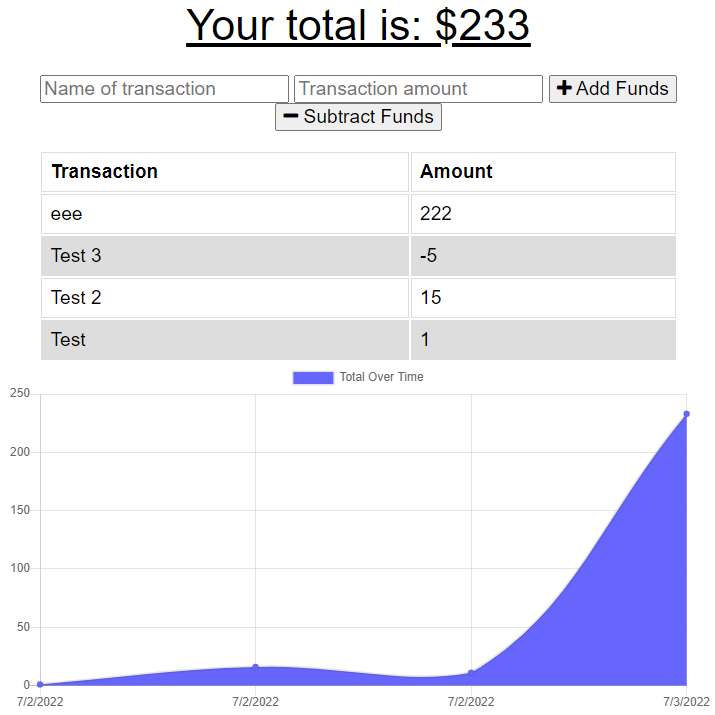 Your total is: $233
Name of transaction Transaction amount + Add Funds
− Subtract Funds
Transaction Amount
eee 222
Test 3 -5
Test 2 15
Test 1
Total Over Time
250
200
150
100
50
0
7/2/2022 7/2/2022 7/2/2022 7/3/2022